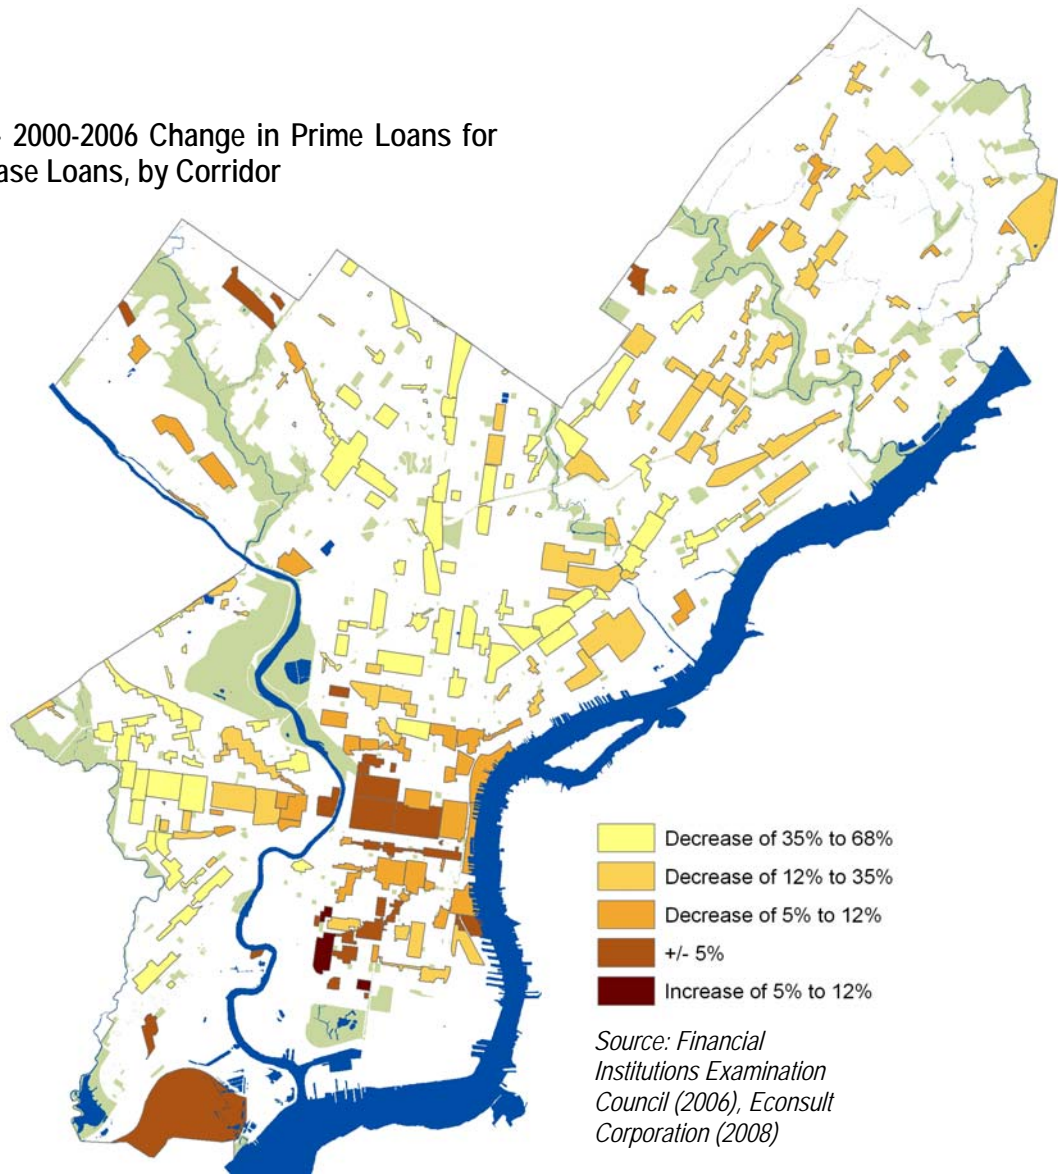 2000-2006 Change in Prime Loans for
ase Loans, by Corridor
Decrease of 35% to 68%
Decrease of 12% to 35%
Decrease of 5% to 12%
+/- 5%
Increase of 5% to 12%
Source: Financial
Institutions Examination
Council (2006), Econsult
Corporation (2008)